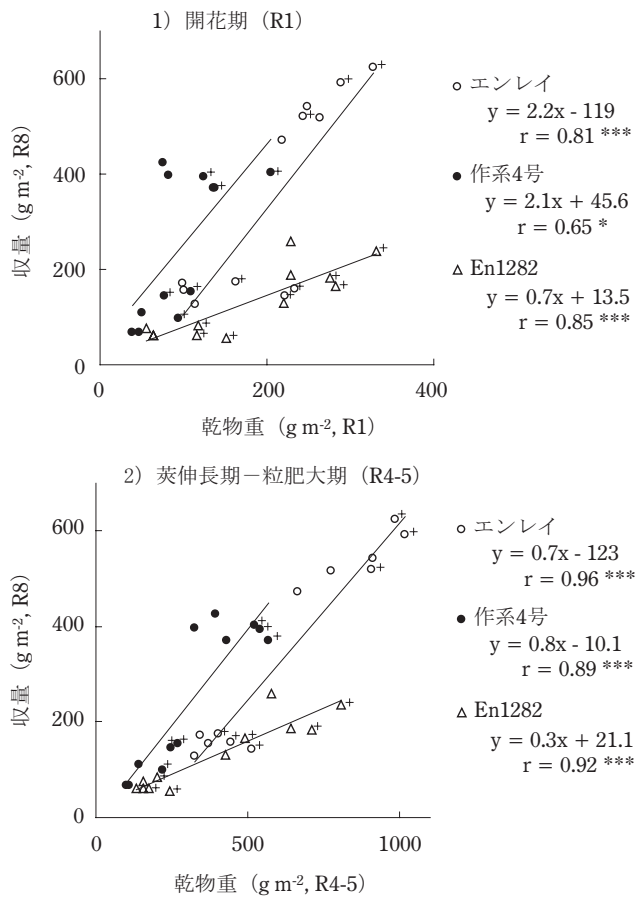 1）開花期（R1）
600
400
200
0
0
200
400
収量（g m-2, R8）
乾物重（g m-2, R1）
○ エンレイ
y = 2.2x - 119
r = 0.81 ***
● 作系4号
y = 2.1x + 45.6
r = 0.65 *
△ En1282
y = 0.7x + 13.5
r = 0.85 ***
2）莢伸長期－粒肥大期（R4-5）
600
400
200
0
0
500
1000
収量（g m-2, R8）
乾物重（g m-2, R4-5）
○ エンレイ
y = 0.7x - 123
r = 0.96 ***
● 作系4号
y = 0.8x - 10.1
r = 0.89 ***
△ En1282
y = 0.3x + 21.1
r = 0.92 ***